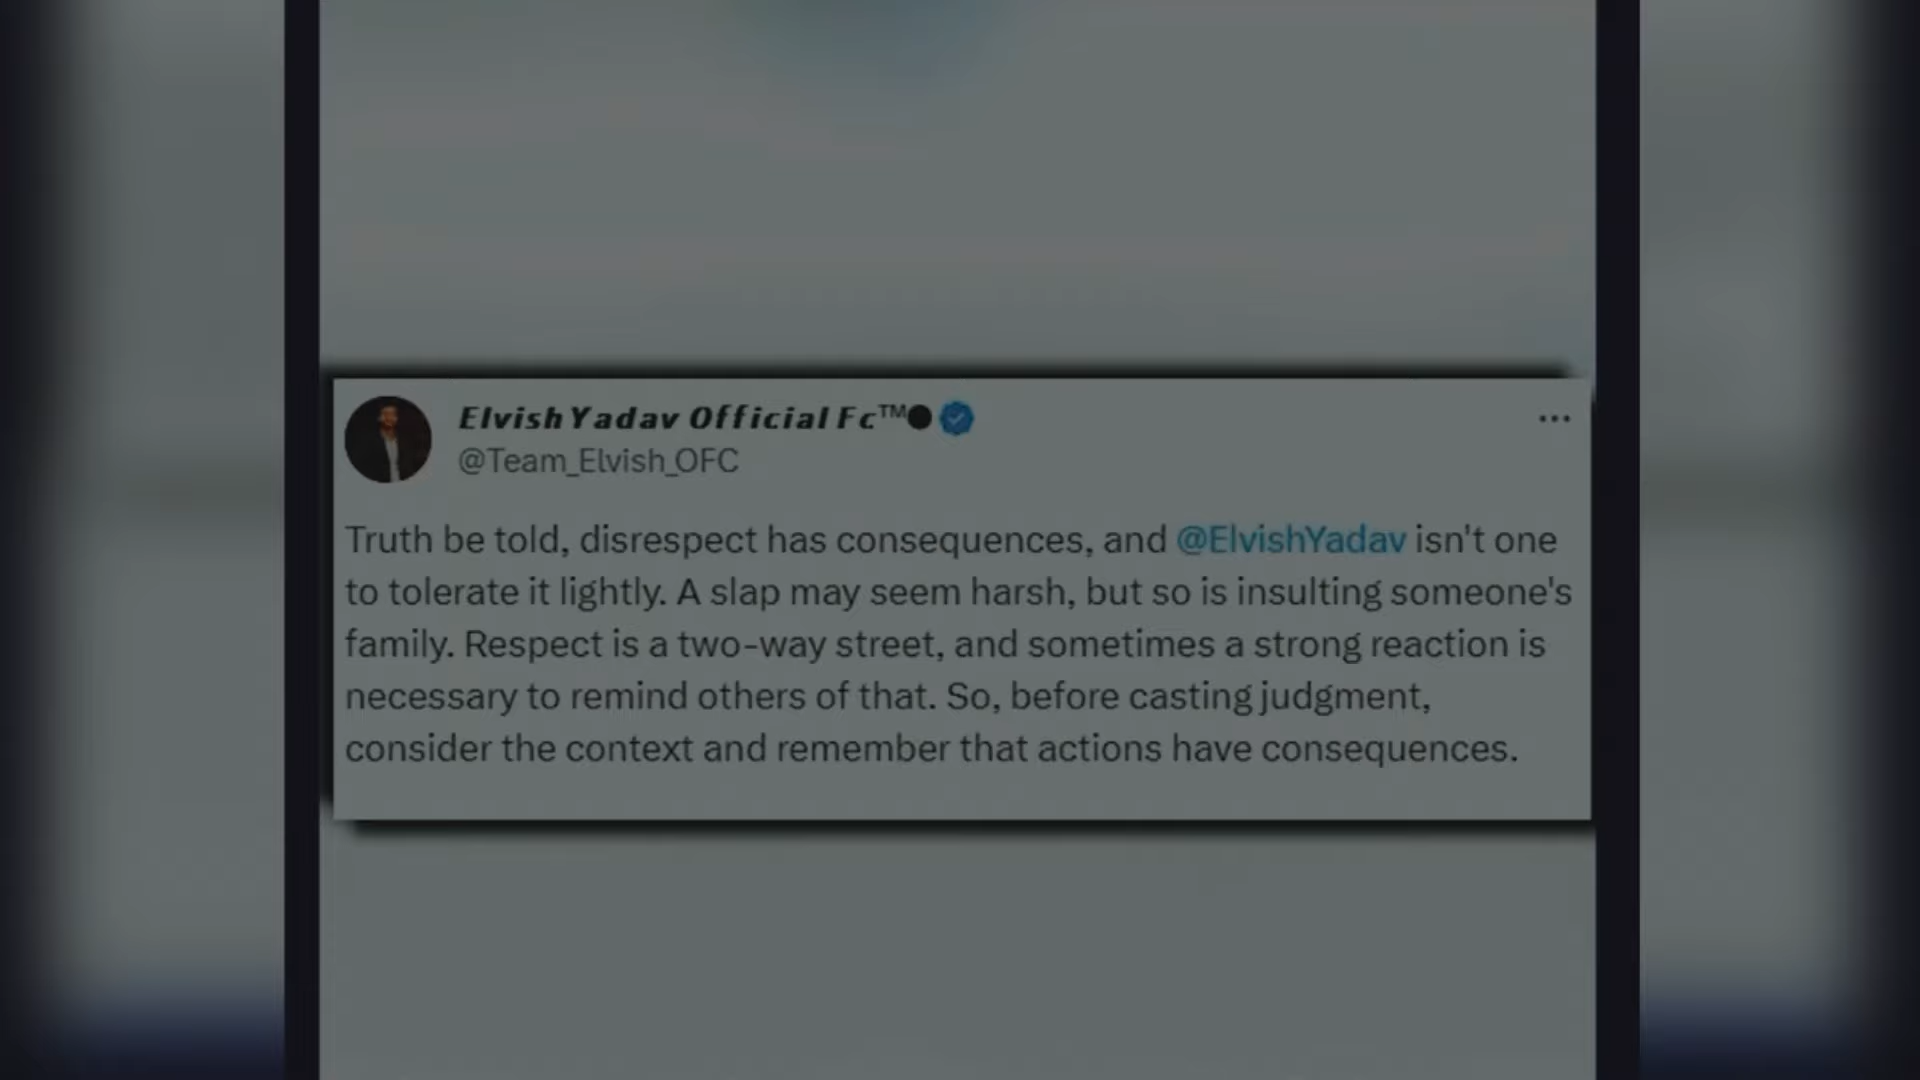 Elvish Yadav Official Fc™●
@Team_Elvish_OFC
Truth be told, disrespect has consequences, and @ElvishYadav isn't one
to tolerate it lightly. A slap may seem harsh, but so is insulting someone's
family. Respect is a two-way street, and sometimes a strong reaction is
necessary to remind others of that. So, before casting judgment,
consider the context and remember that actions have consequences.